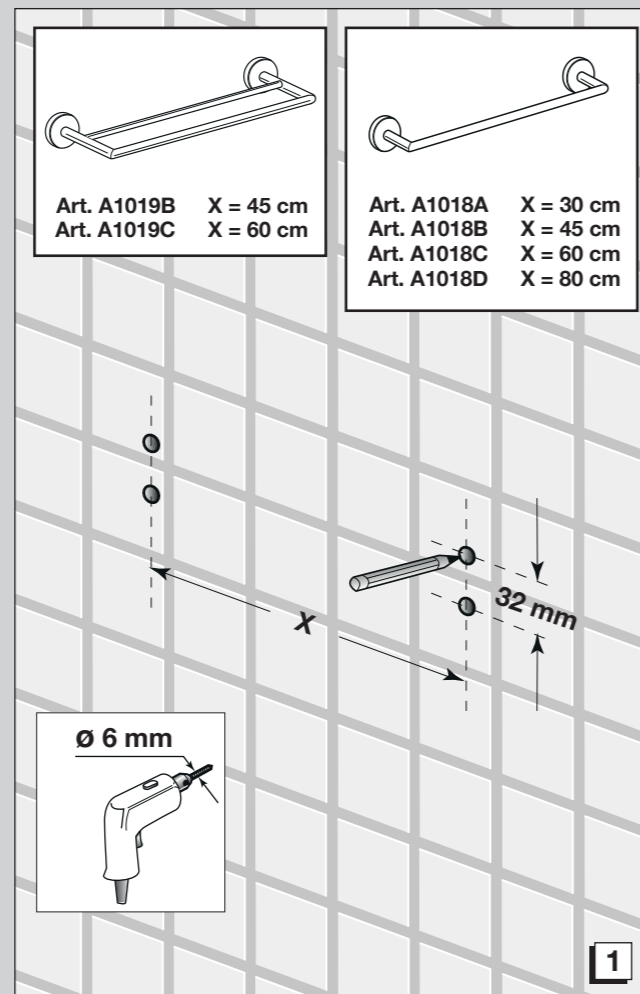 Art. A1019B X = 45 cm
Art. A1019C X = 60 cm
Art. A1018A X = 30 cm
Art. A1018B X = 45 cm
Art. A1018C X = 60 cm
Art. A1018D X = 80 cm
32 mm
X
Ø 6 mm
1